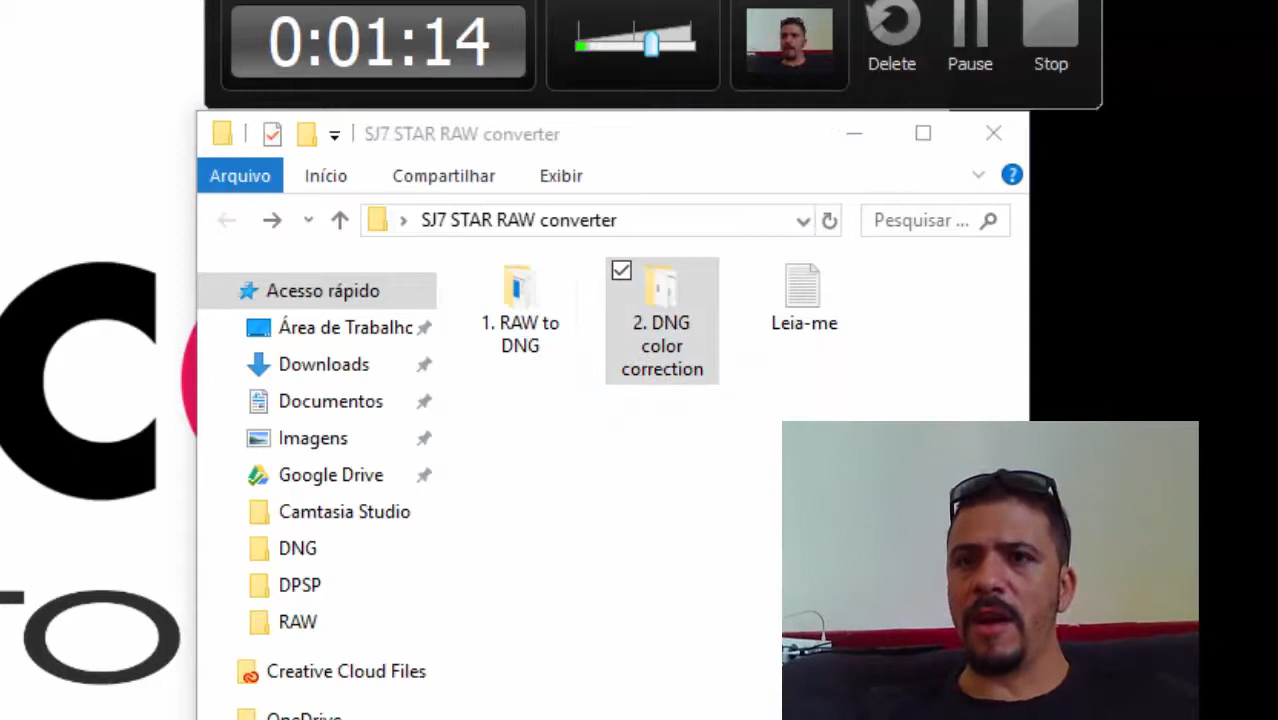 0:01:14
Delete
Pause
Stop
SJ7 STAR RAW converter
Arquivo
Início
Compartilhar
Exibir
SJ7 STAR RAW converter
Pesquisar ...
Acesso rápido
Área de Trabalhc
Downloads
Documentos
Imagens
Google Drive
Camtasia Studio
DNG
DPSP
RAW
Creative Cloud Files
OneDrive
1. RAW to
DNG
2. DNG
color
correction
Leia-me
C
TO